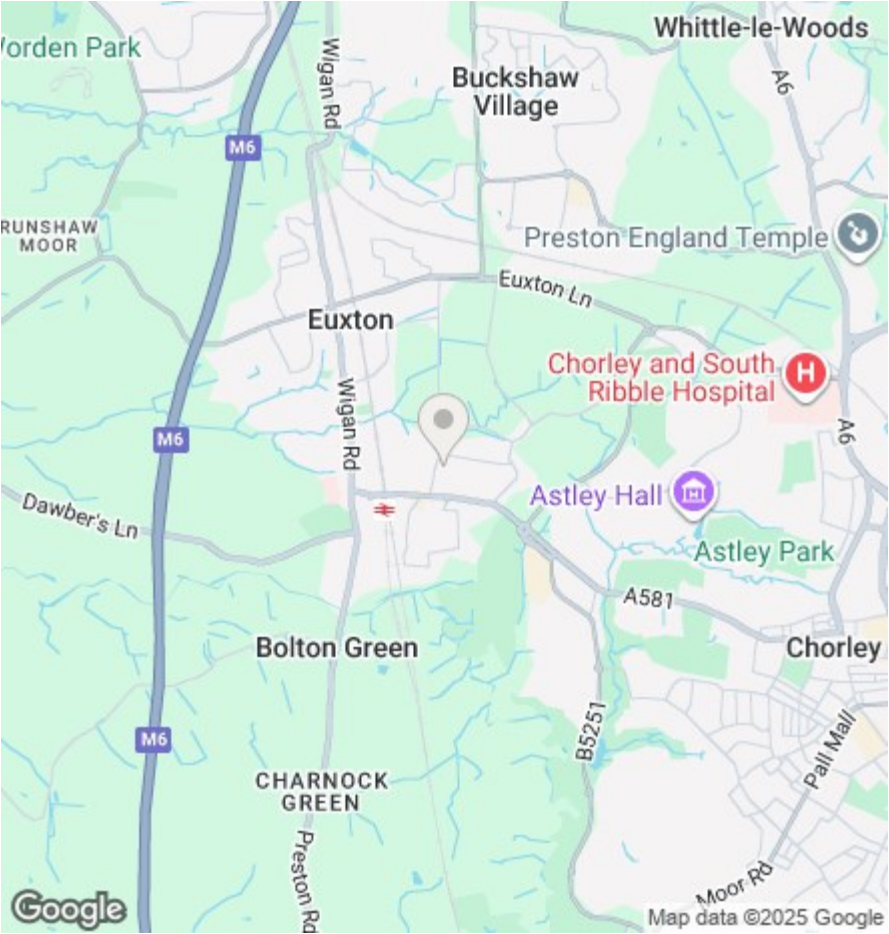 Whittle-le-Woods
Worden Park
Wigan Rd
A6
Buckshaw
Village
M6
RUNSHAW
MOOR
Preston England Temple
Euxton Ln
Euxton
Chorley and South
Ribble Hospital
H
Wigan Rd
A6
M6
Astley Hall
Dawber's Ln
Astley Park
A581
Bolton Green
Chorley
B5251
M6
Pall Mall
CHARNOCK
GREEN
Preston Rd
Moor Rd
Google
Map data ©2025 Google